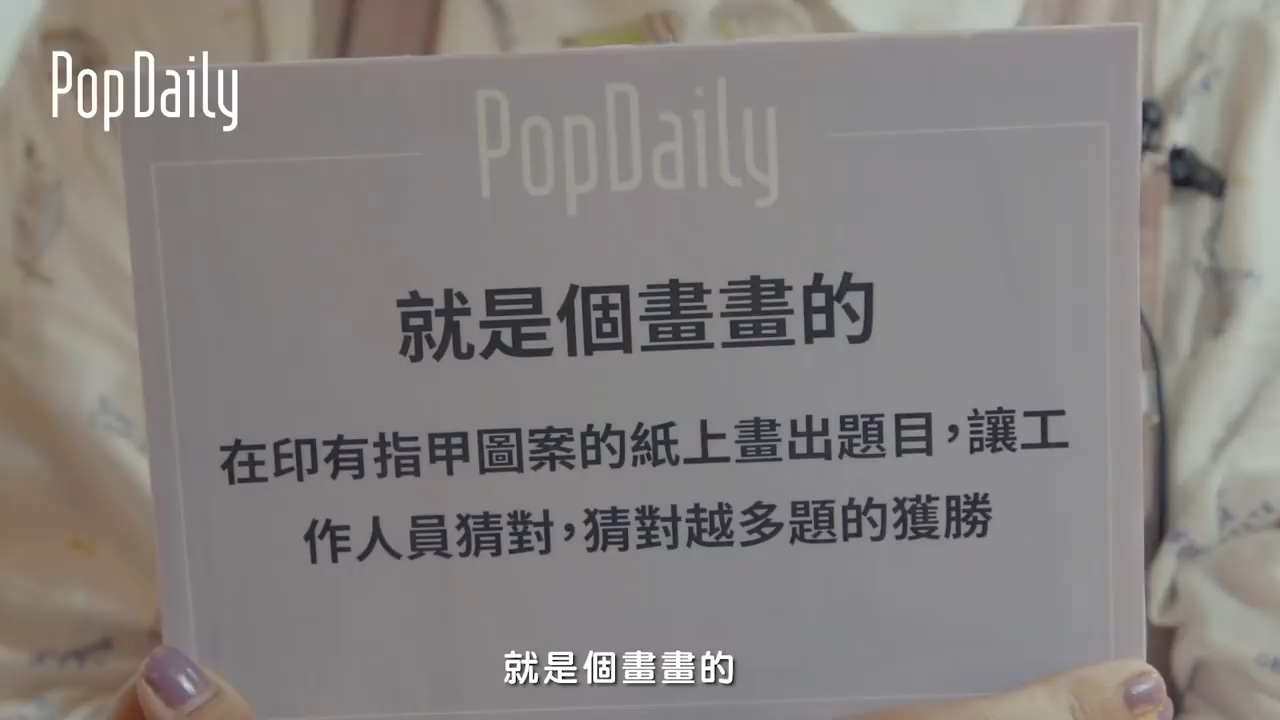 PopDaily
PopDaily
就是個畫畫的
在印有指甲圖案的紙上畫出題目，讓工
作人員猜對，猜對越多題的獲勝
就是個畫畫的